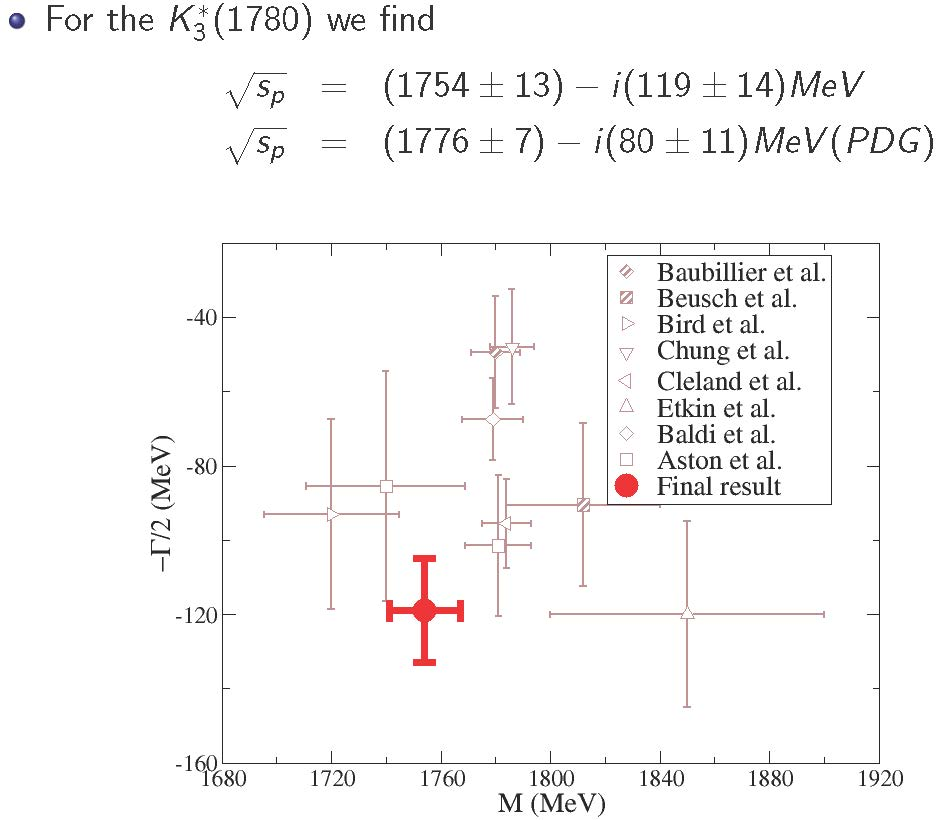 For the K₃*(1780) we find
√sₚ = (1754 ± 13) − i(119 ± 14)MeV
√sₚ = (1776 ± 7) − i(80 ± 11)MeV(PDG)
Baubillier et al.
Beusch et al.
Bird et al.
Chung et al.
Cleland et al.
Etkin et al.
Baldi et al.
Aston et al.
Final result
-40
-80
-120
-160
−Γ/2 (MeV)
1680 1720 1760 1800 1840 1880 1920
M (MeV)